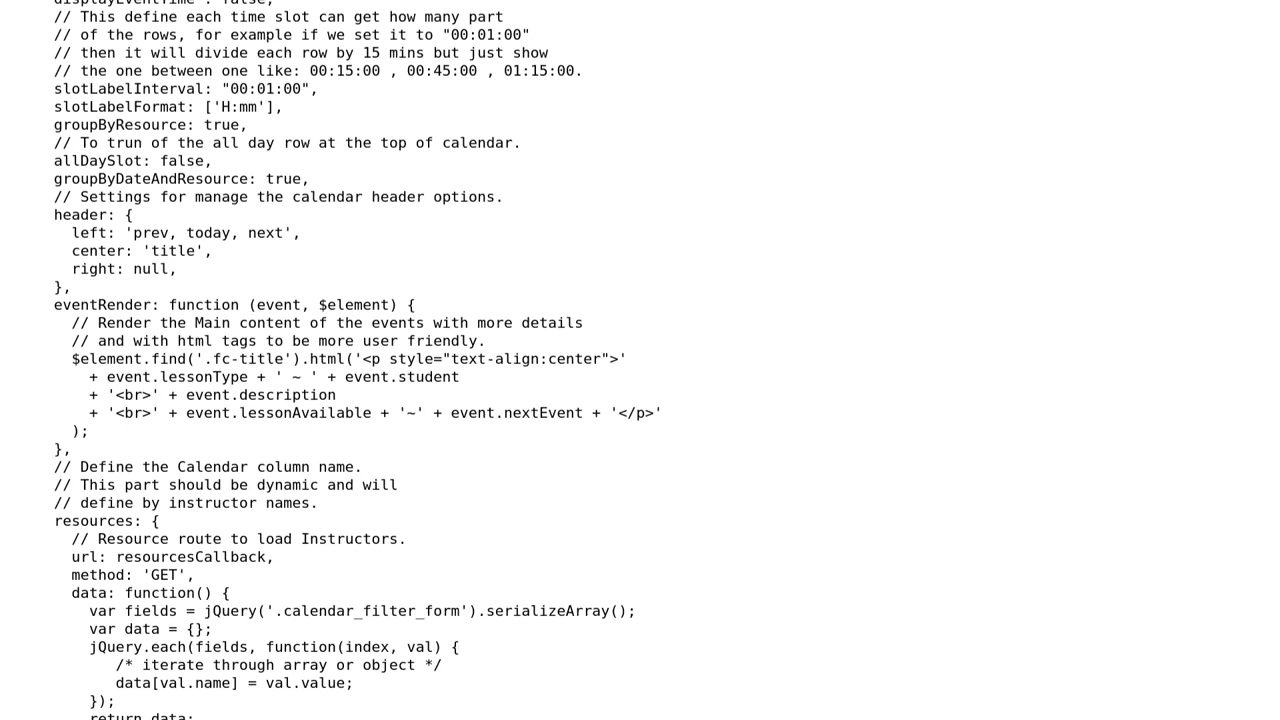 displayEventTime : false,
// This define each time slot can get how many part
// of the rows, for example if we set it to "00:01:00"
// then it will divide each row by 15 mins but just show
// the one between one like: 00:15:00 , 00:45:00 , 01:15:00.
slotLabelInterval: "00:01:00",
slotLabelFormat: ['H:mm'],
groupByResource: true,
// To trun of the all day row at the top of calendar.
allDaySlot: false,
groupByDateAndResource: true,
// Settings for manage the calendar header options.
header: {
left: 'prev, today, next',
center: 'title',
right: null,
},
eventRender: function (event, $element) {
// Render the Main content of the events with more details
// and with html tags to be more user friendly.
$element.find('.fc-title').html('<p style="text-align:center">'
+ event.lessonType + ' ~ ' + event.student
+ '<br>' + event.description
+ '<br>' + event.lessonAvailable + '~' + event.nextEvent + '</p>'
);
},
// Define the Calendar column name.
// This part should be dynamic and will
// define by instructor names.
resources: {
// Resource route to load Instructors.
url: resourcesCallback,
method: 'GET',
data: function() {
var fields = jQuery('.calendar_filter_form').serializeArray();
var data = {};
jQuery.each(fields, function(index, val) {
/* iterate through array or object */
data[val.name] = val.value;
});
return data;